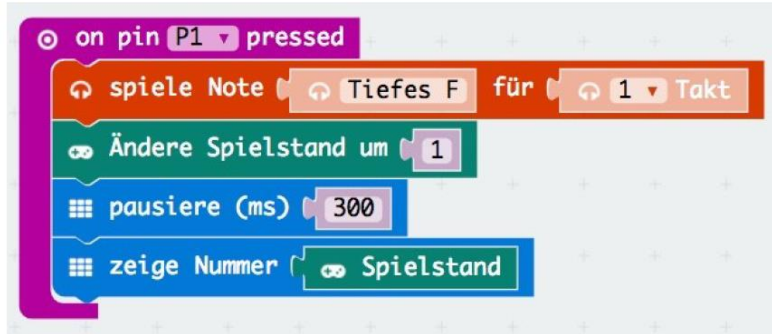 on pin P1 pressed
spiele Note Tiefes F für 1 Takt
Ändere Spielstand um 1
pausiere (ms) 300
zeige Nummer Spielstand